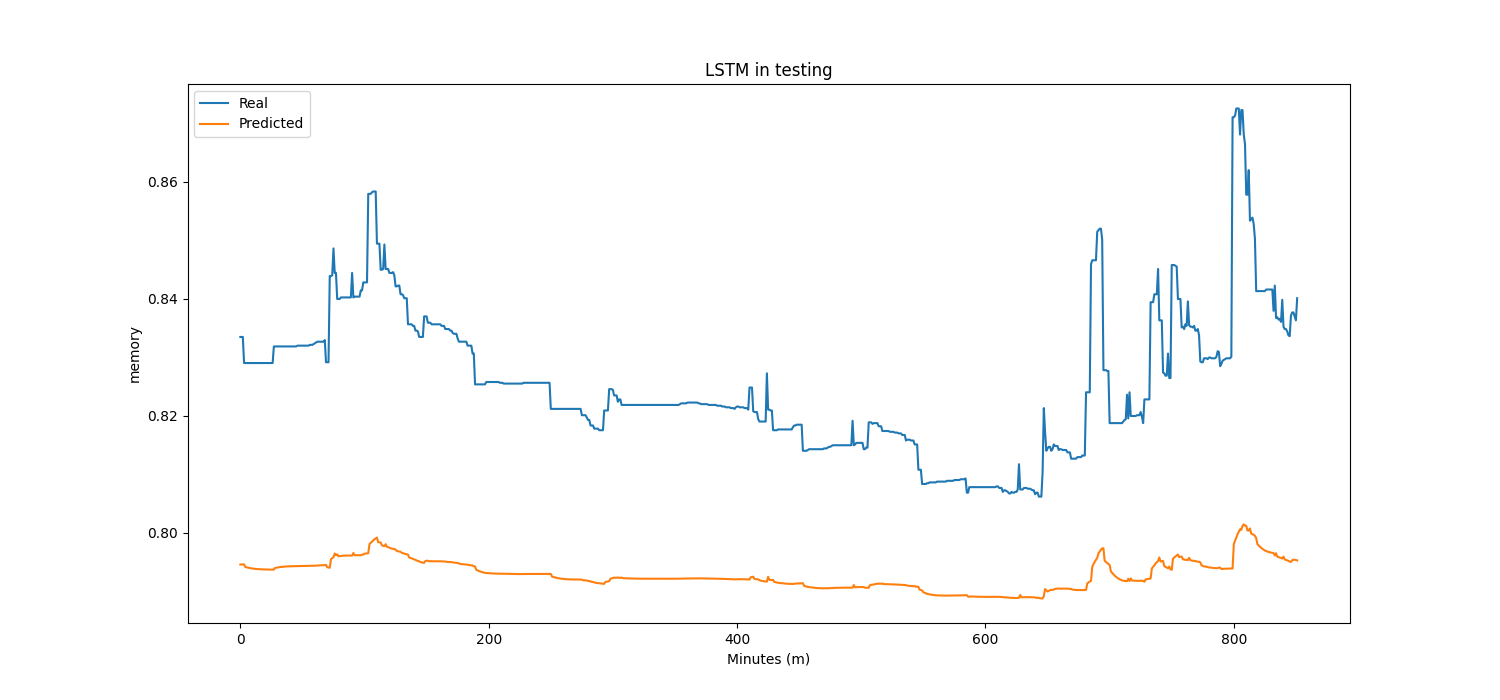 LSTM in testing
Real
Predicted
memory
0.86
0.84
0.82
0.80
0 200 400 600 800
Minutes (m)